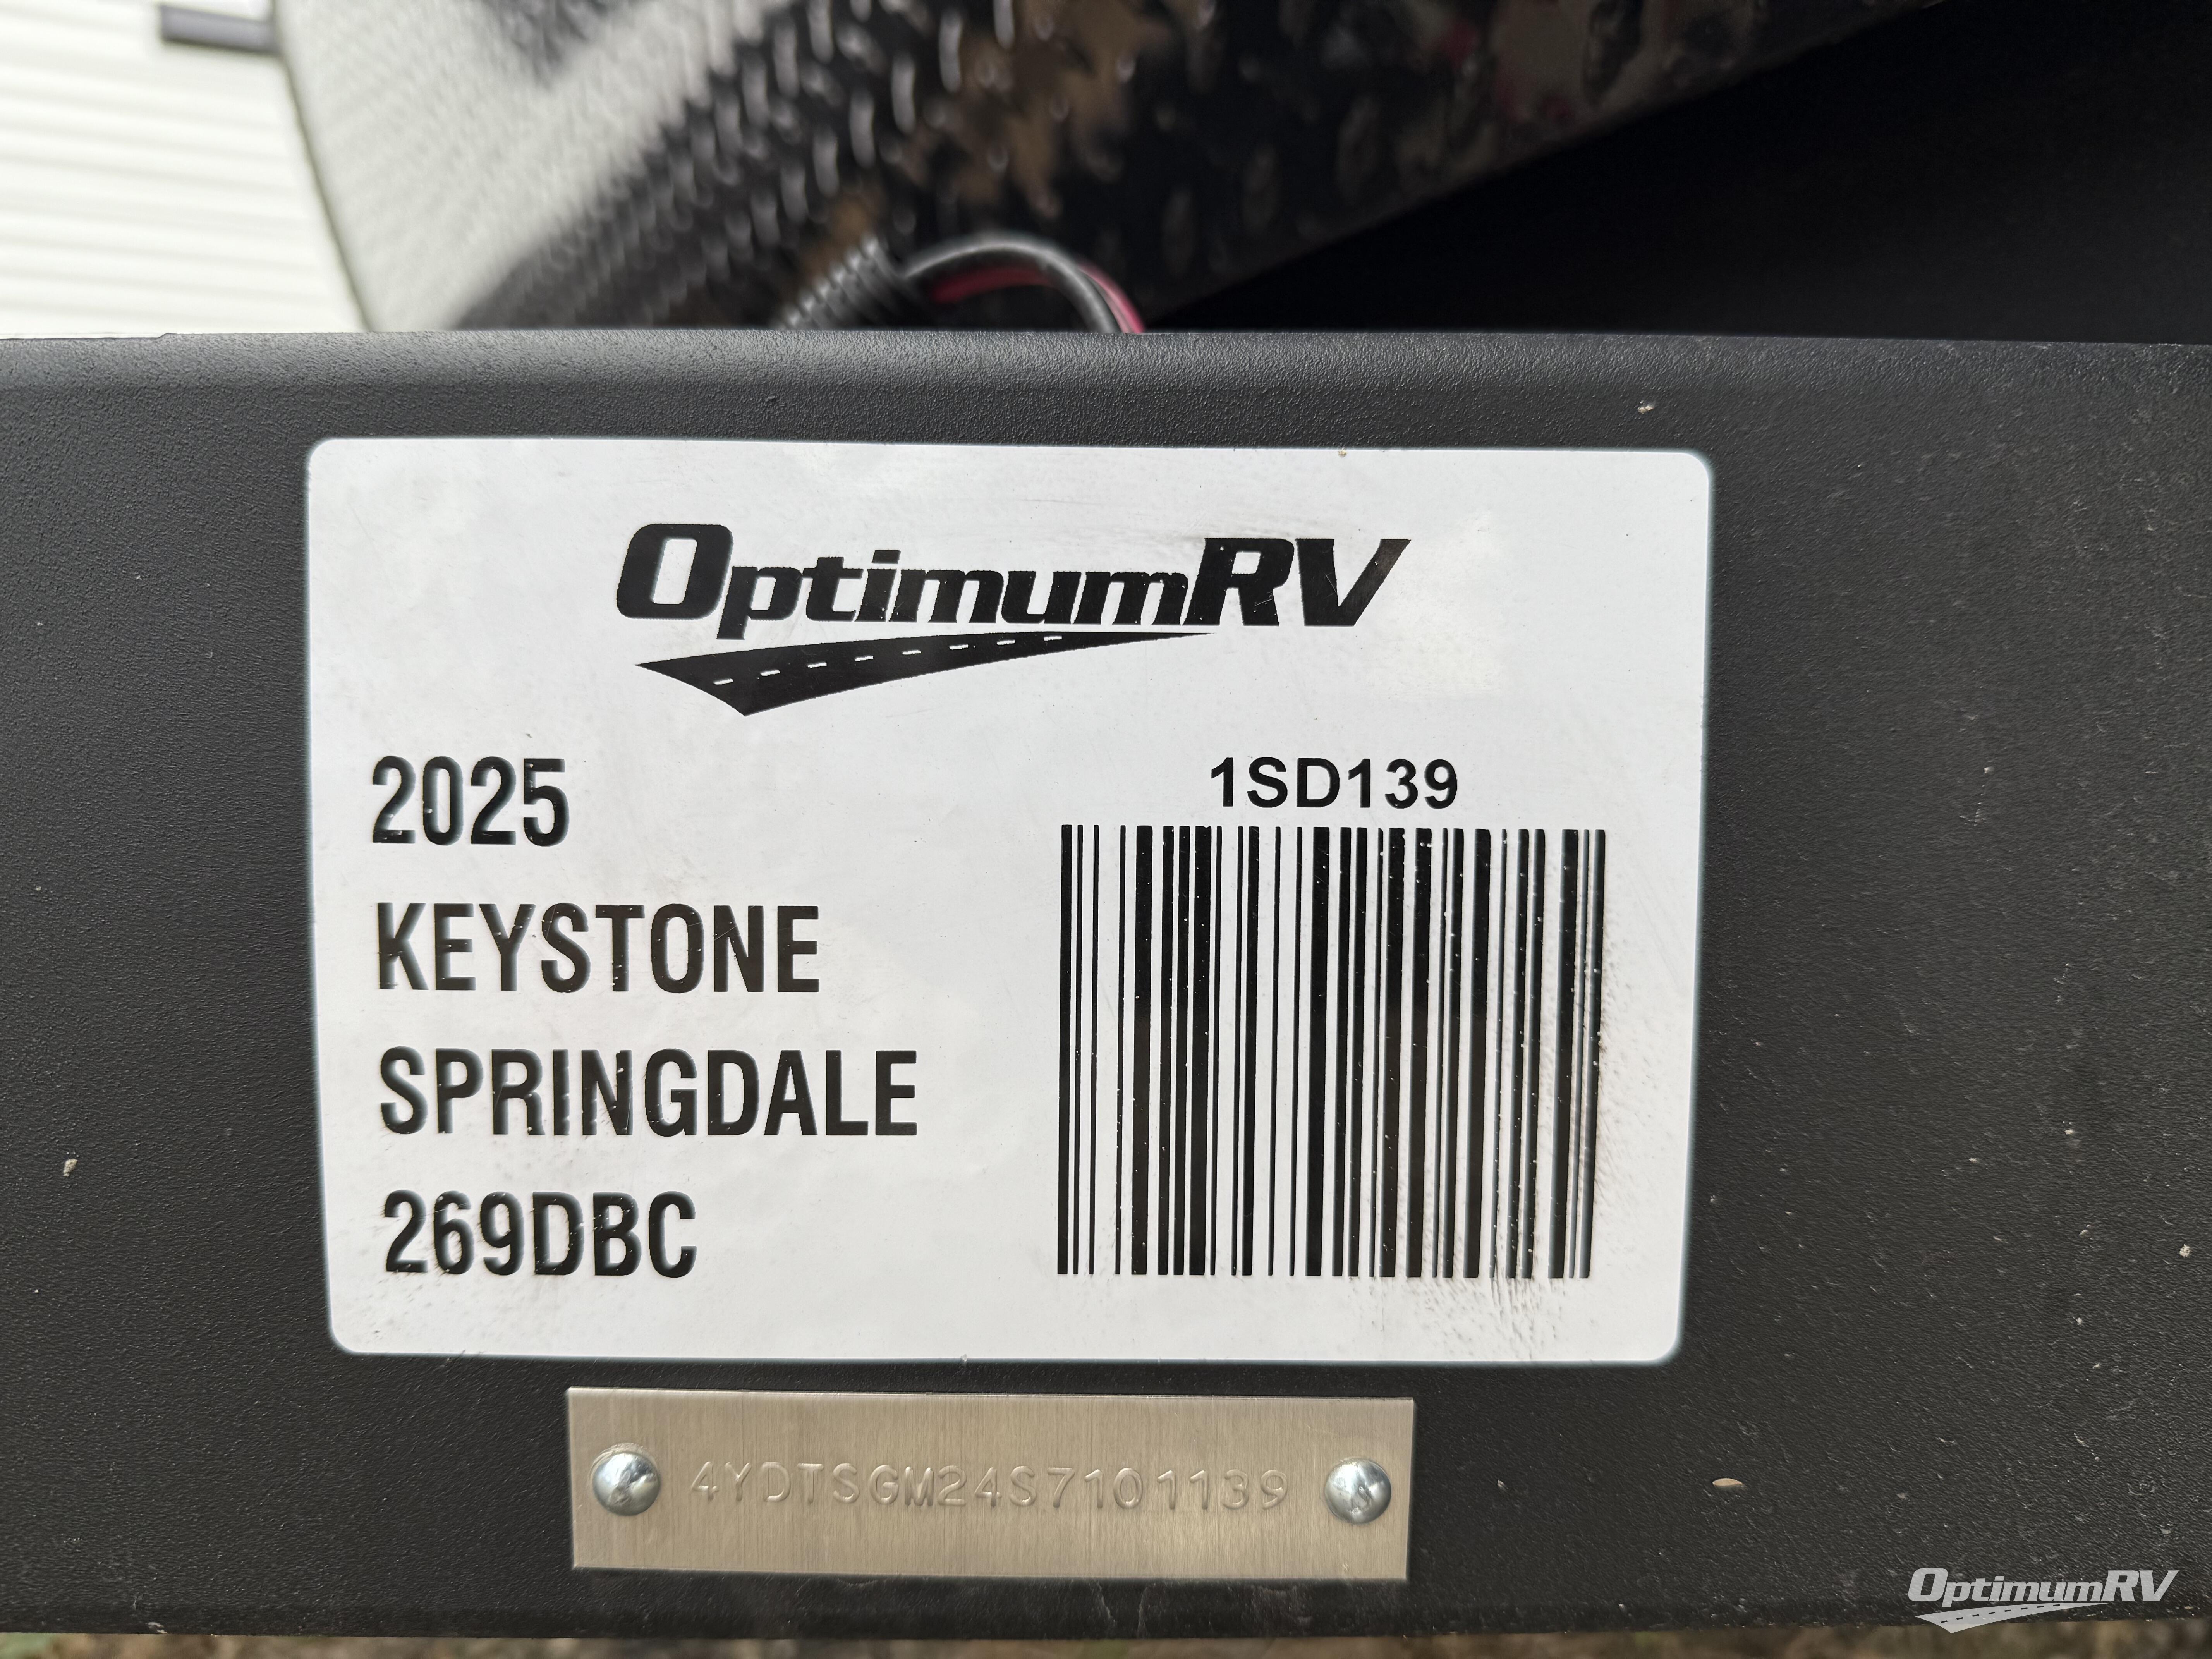 OptimumRV
2025
1SD139
KEYSTONE
SPRINGDALE
269DBC
4YDTSGM24S7101139
OptimumRV